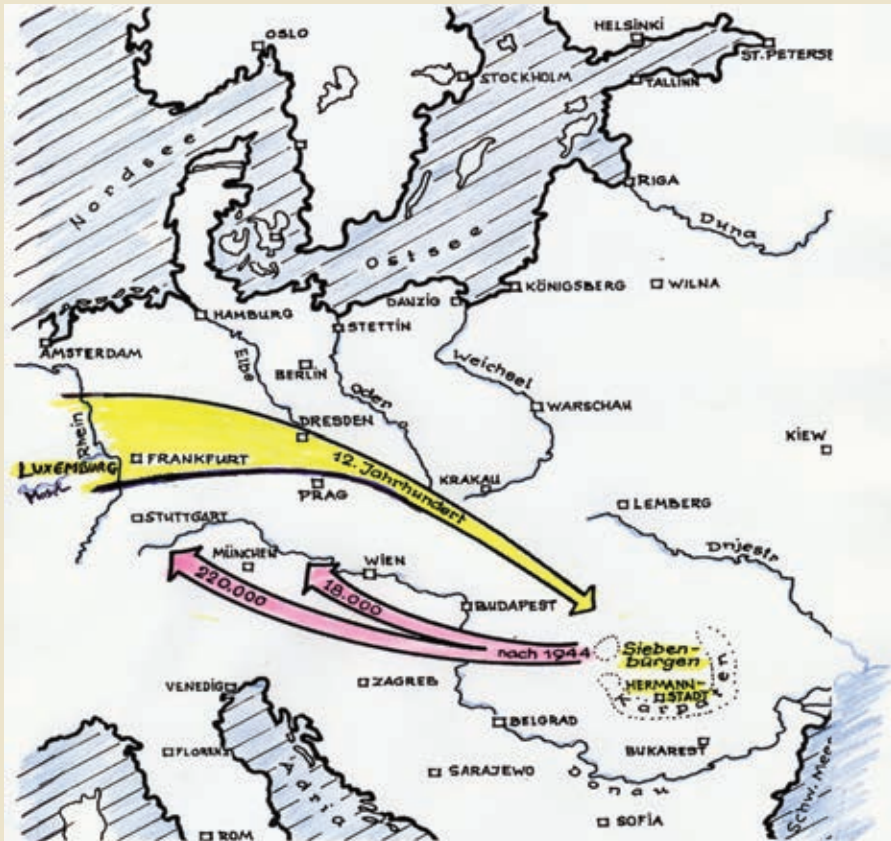 OSLO
HELSINKI
ST. PETERSB
STOCKHOLM
TALLINN
Nordsee
RIGA
Duna
Ostsee
KÖNIGSBERG
WILNA
DANZIG
HAMBURG
STETTIN
AMSTERDAM
Elbe
BERLIN
Oder
Weichsel
WARSCHAU
DRESDEN
KIEW
Rhein
FRANKFURT
12. Jahrhundert
LUXEMBURG
Mosel
PRAG
KRAKAU
LEMBERG
STUTTGART
Dnjestr
MÜNCHEN
WIEN
220.000
18.000
BUDAPEST
nach 1944
Sieben-
bürgen
HERMANN-
STADT
Karpaten
VENEDIG
ZAGREB
BELGRAD
BUKAREST
FLORENZ
Adria
SARAJEWO
Donau
Schw. Meer
ROM
SOFIA